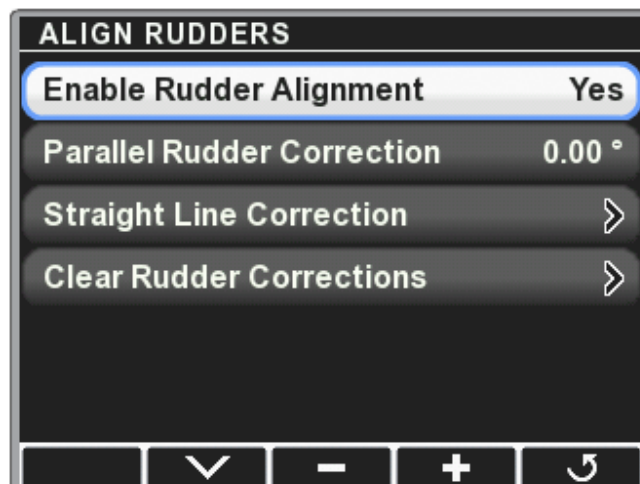 ALIGN RUDDERS
Enable Rudder Alignment Yes
Parallel Rudder Correction 0.00 °
Straight Line Correction
Clear Rudder Corrections